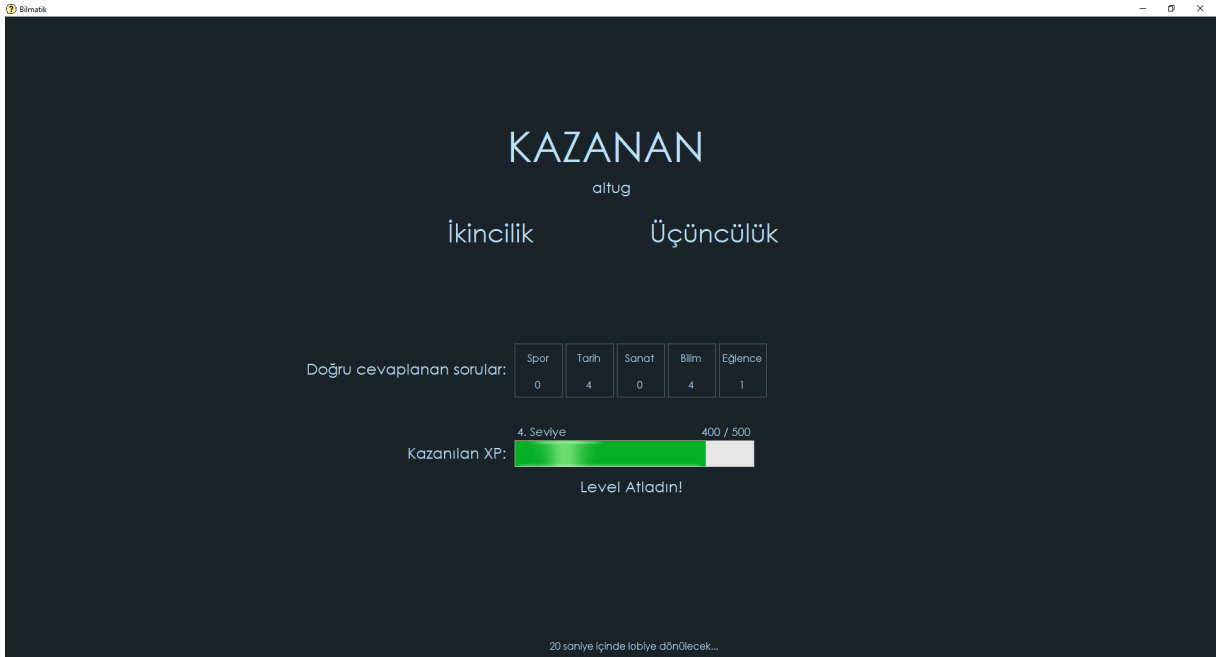 Bilmatik
KAZANAN
altug
İkincilik Üçüncülük
Doğru cevaplanan sorular:
Spor Tarih Sanat Bilim Eğlence
0 4 0 4 1
4. Seviye 400 / 500
Kazanılan XP:
Level Atladın!
20 saniye içinde lobiye dönülecek...